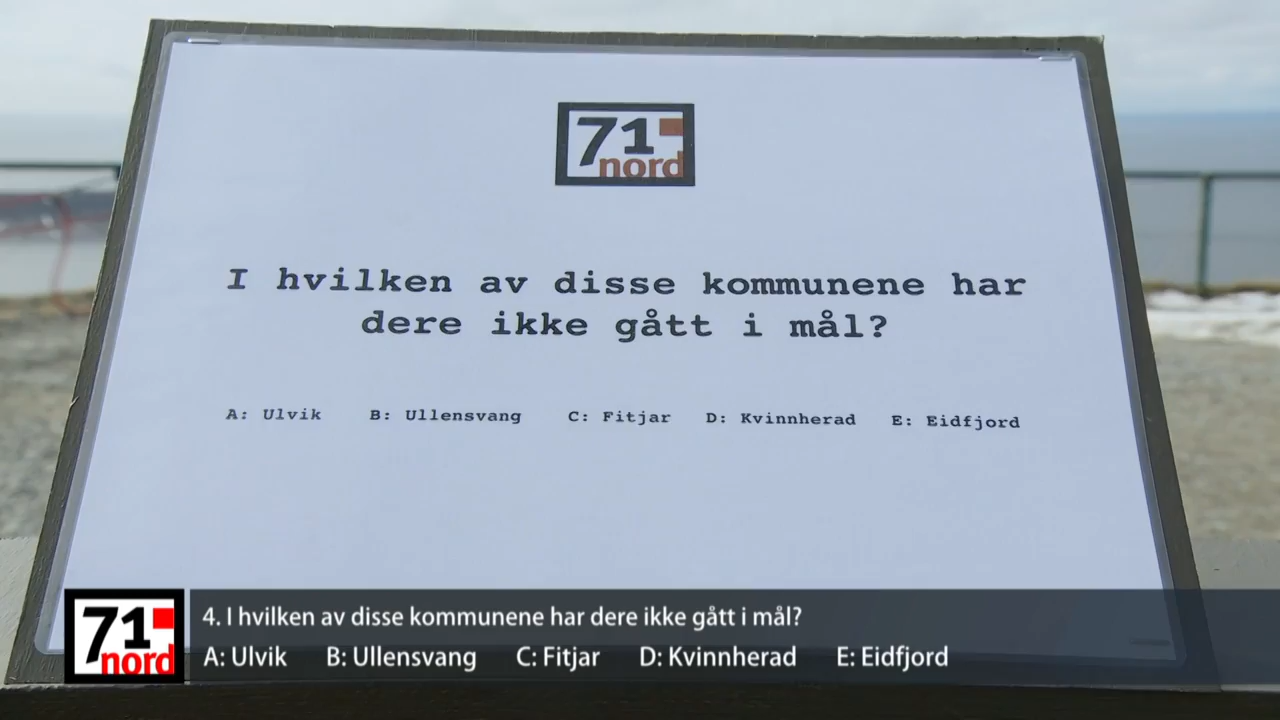 71
nord
I hvilken av disse kommunene har
dere ikke gått i mål?
A: Ulvik B: Ullensvang C: Fitjar D: Kvinnherad E: Eidfjord
71
nord
4. I hvilken av disse kommunene har dere ikke gått i mål?
A: Ulvik B: Ullensvang C: Fitjar D: Kvinnherad E: Eidfjord